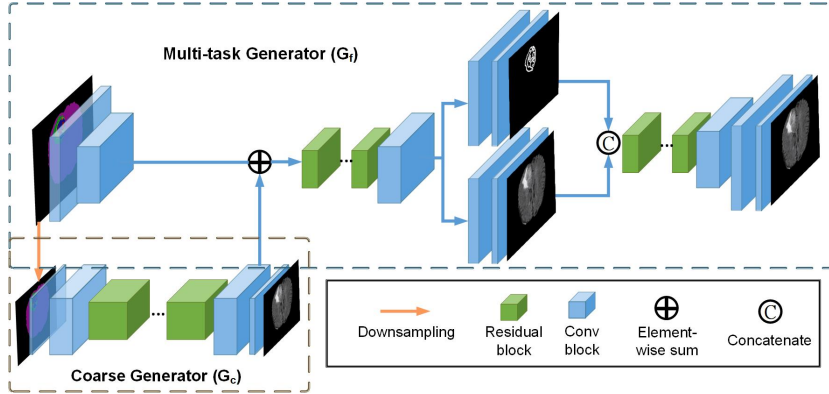 Multi-task Generator (Gf)
C
Coarse Generator (Gc)
Downsampling
Residual
block
Conv
block
Element-
wise sum
C
Concatenate